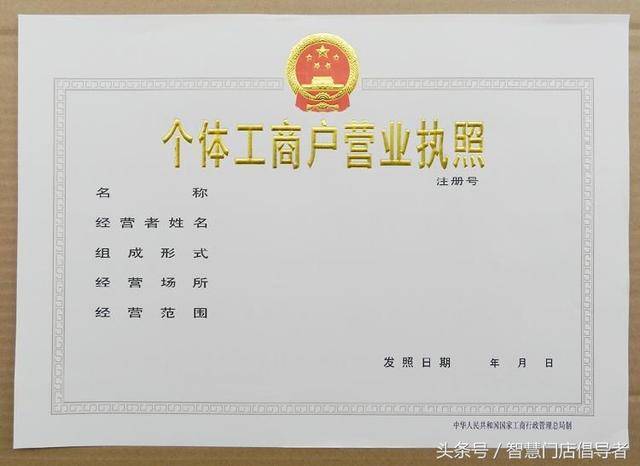 个体工商户营业执照
注册号
名称
经营者姓名
组成形式
经营场所
经营范围
发照日期 年 月 日
中华人民共和国国家工商行政管理总局制
头条号／智慧门店倡导者